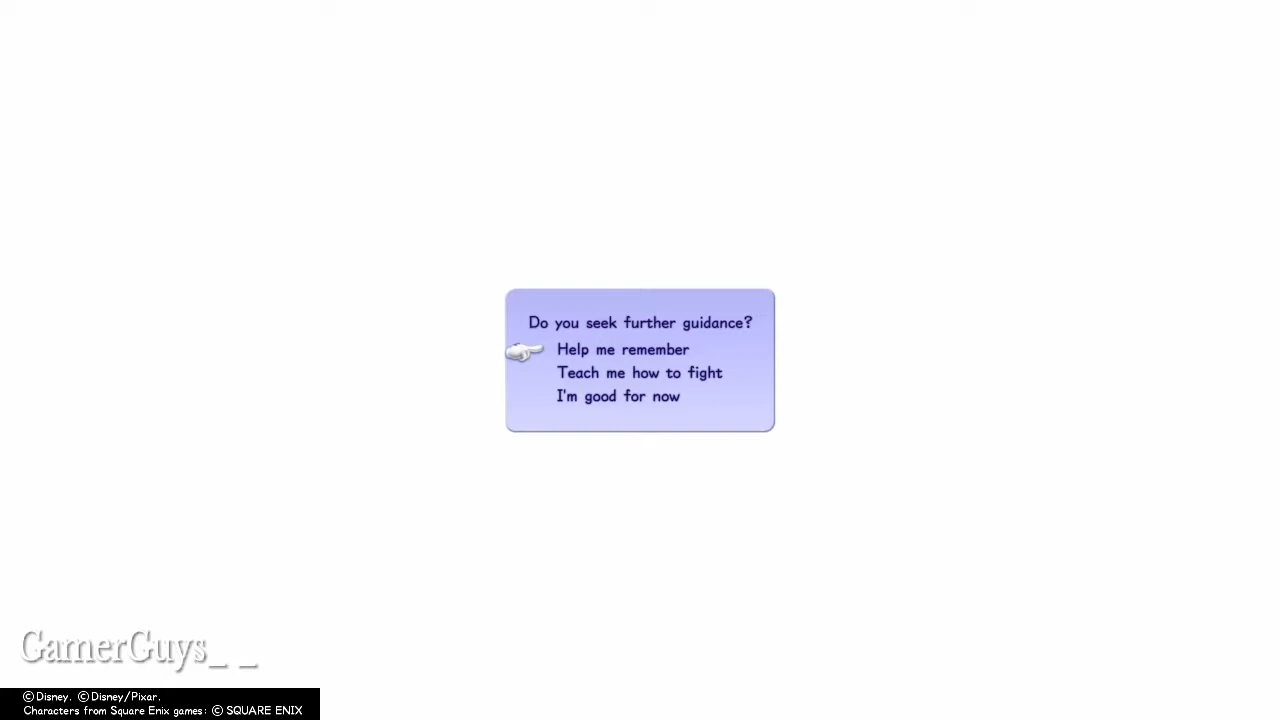 Do you seek further guidance?
Help me remember
Teach me how to fight
I'm good for now
GamerGuys_ _
©Disney. ©Disney/Pixar.
Characters from Square Enix games: © SQUARE ENIX